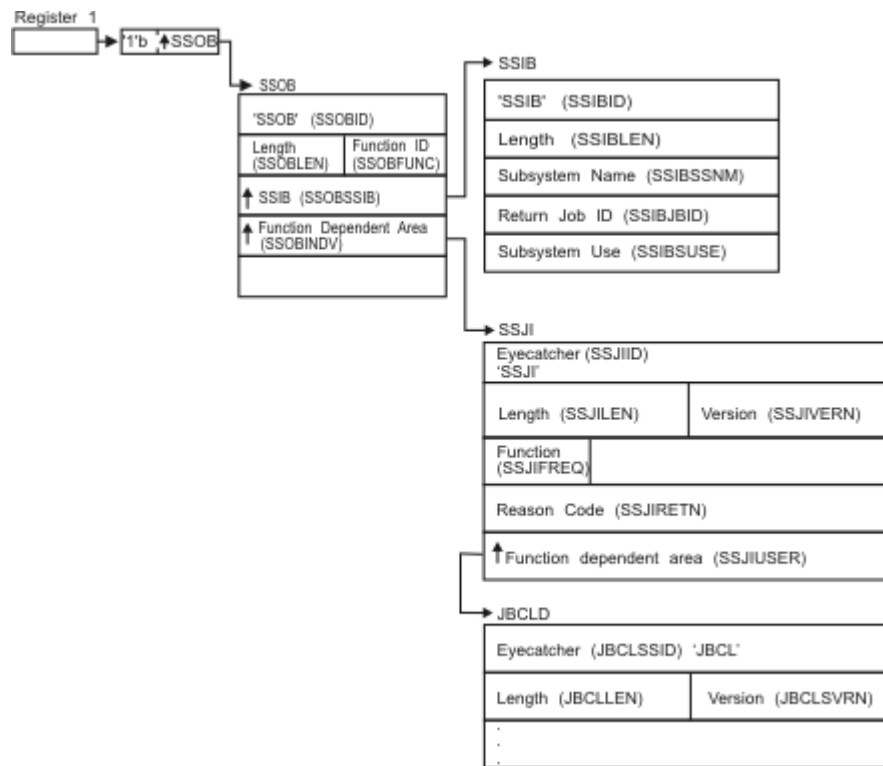 Register 1
'1'b SSOB
SSOB
'SSOB' (SSOBID)
Length
(SSOBLEN)
Function ID
(SSOBFUNC)
SSIB (SSOBSSIB)
Function Dependent Area
(SSOBINDV)
SSIB
"SSIB" (SSIBID)
Length (SSIBLEN)
Subsystem Name (SSIBSSNM)
Return Job ID (SSIBJBID)
Subsystem Use (SSIBSUSE)
SSJI
Eyecatcher (SSJIID)
'SSJI'
Length (SSJILEN)
Version (SSJIVERN)
Function
(SSJIFREQ)
Reason Code (SSJIRETN)
Function dependent area (SSJIUSER)
JBCLD
Eyecatcher (JBCLSSID) 'JBCL'
Length (JBCLLEN)
Version (JBCLSVRN)
.
.
.